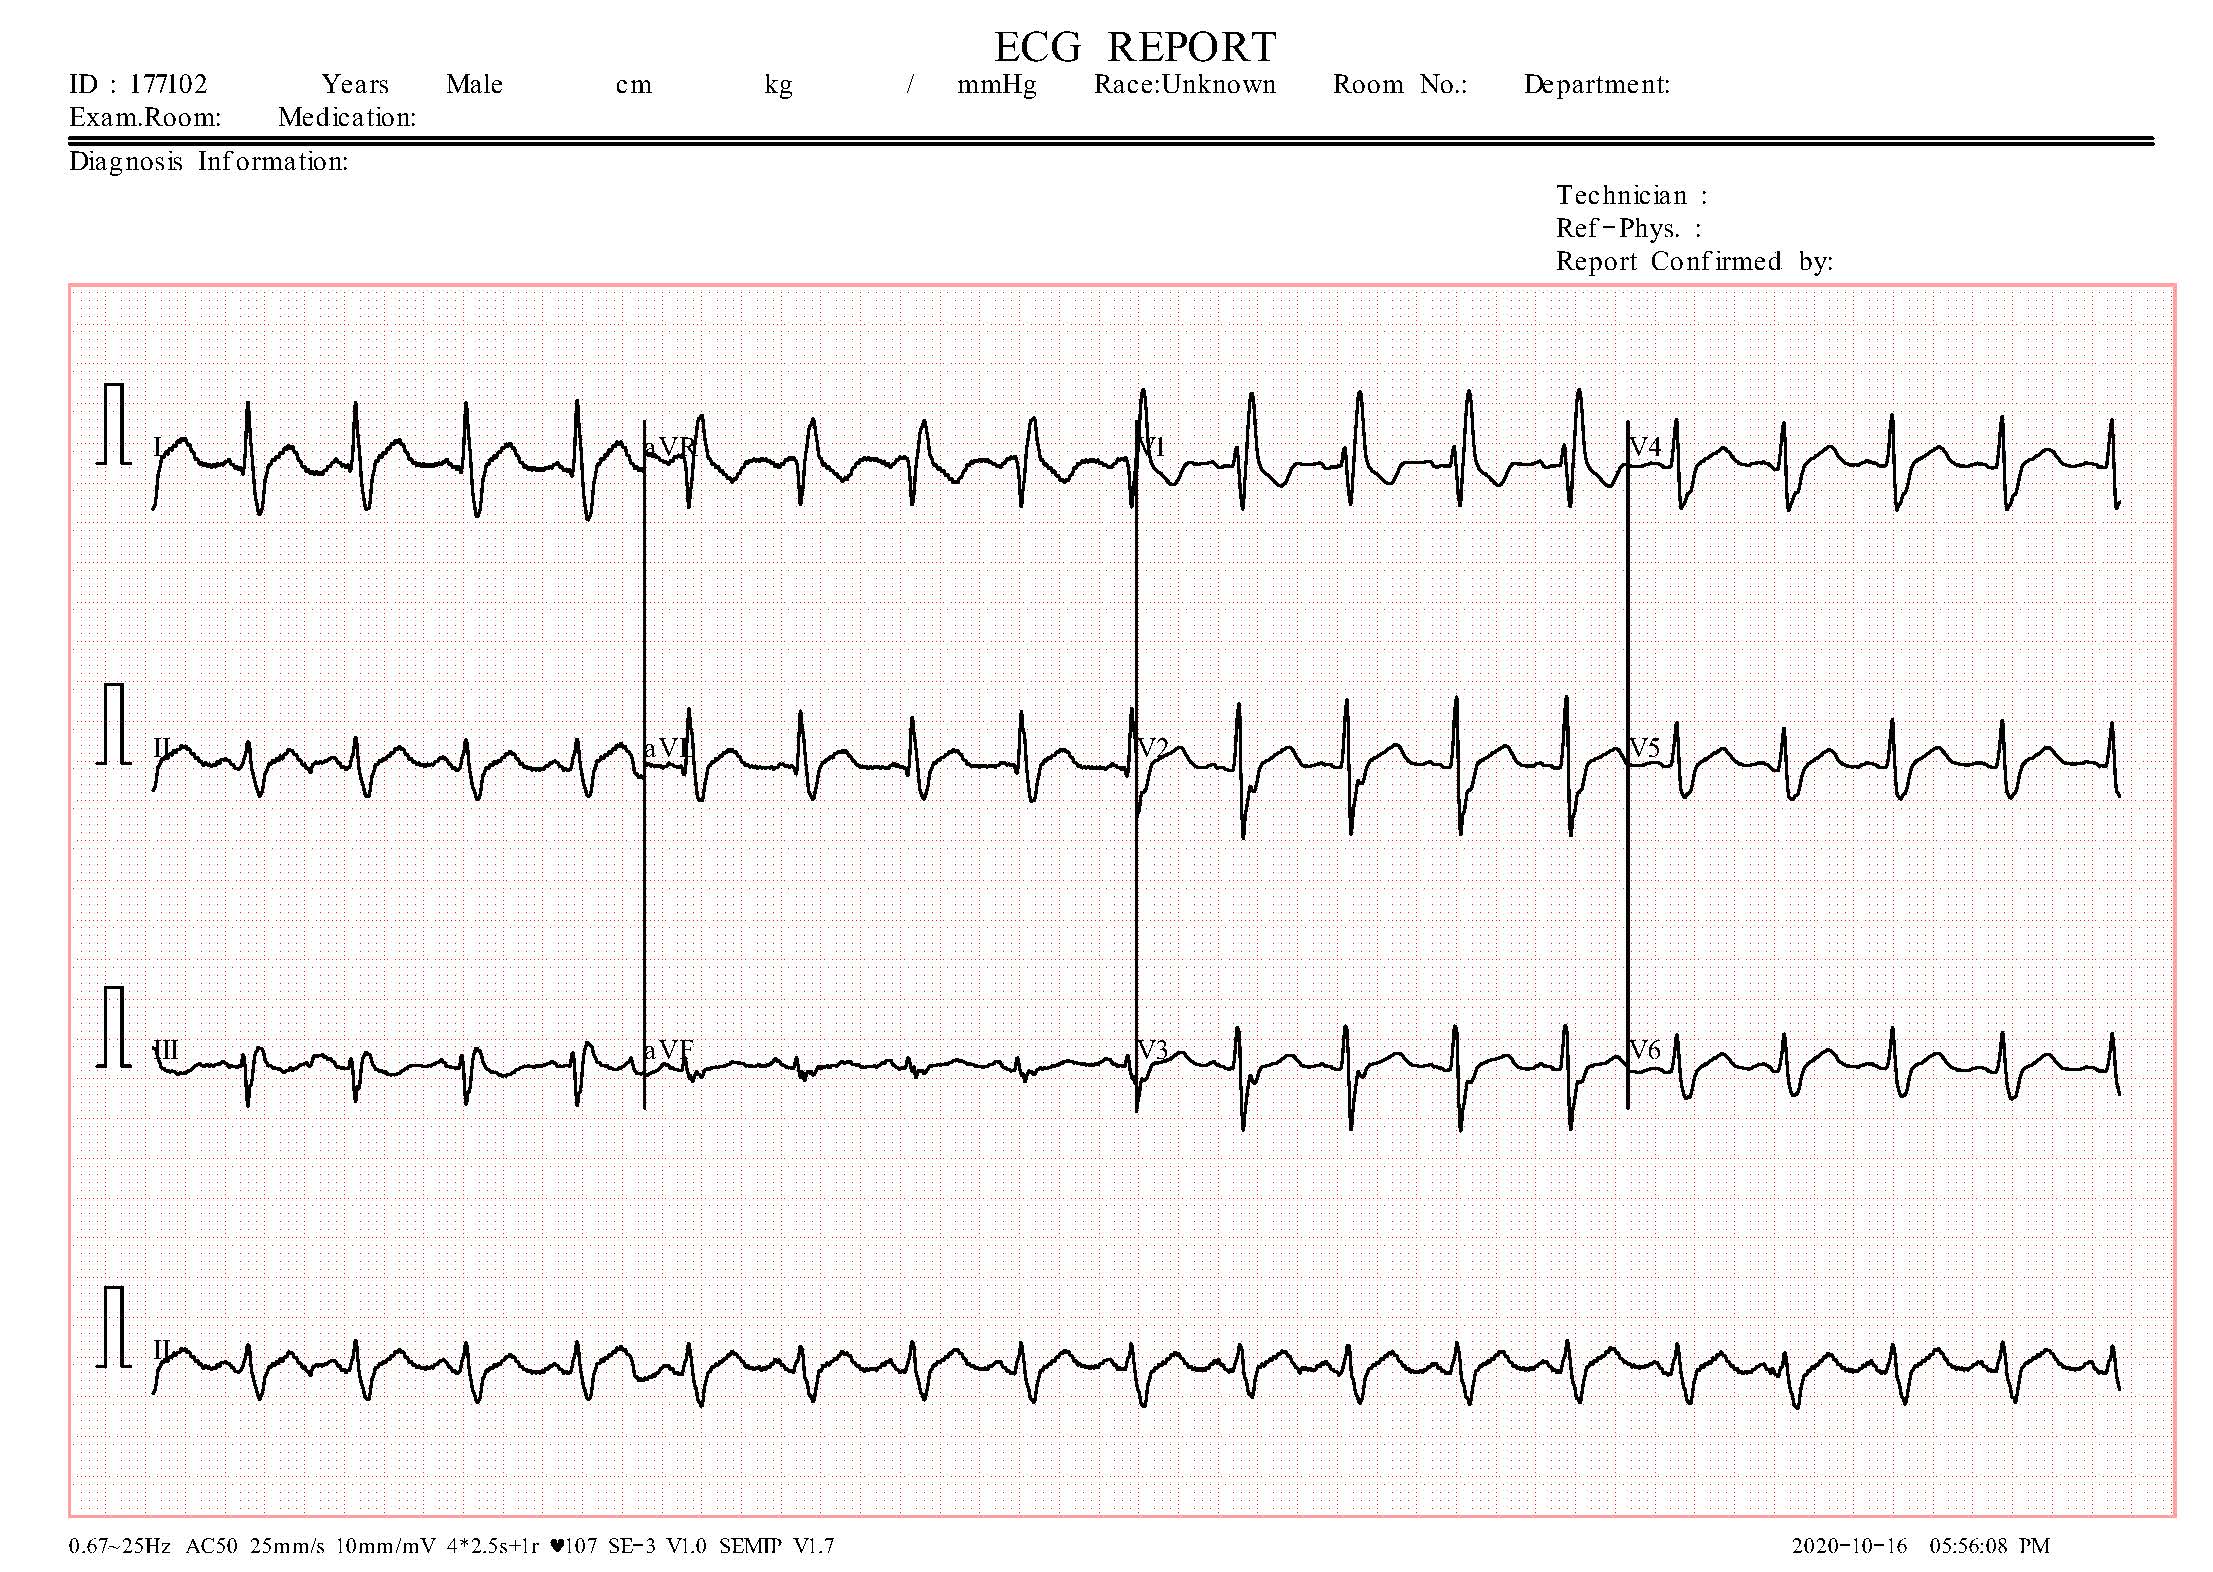 ECG REPORT
ID : 177102 Years Male cm kg / mmHg Race:Unknown Room No.: Department:
Exam.Room: Medication:
Diagnosis Information:
Technician :
Ref-Phys. :
Report Confirmed by:
I aVR V1 V4
II aVL V2 V5
III aVF V3 V6
II
0.67~25Hz AC50 25mm/s 10mm/mV 4*2.5s+1r ♥107 SE-3 V1.0 SEMIP V1.7 2020-10-16 05:56:08 PM